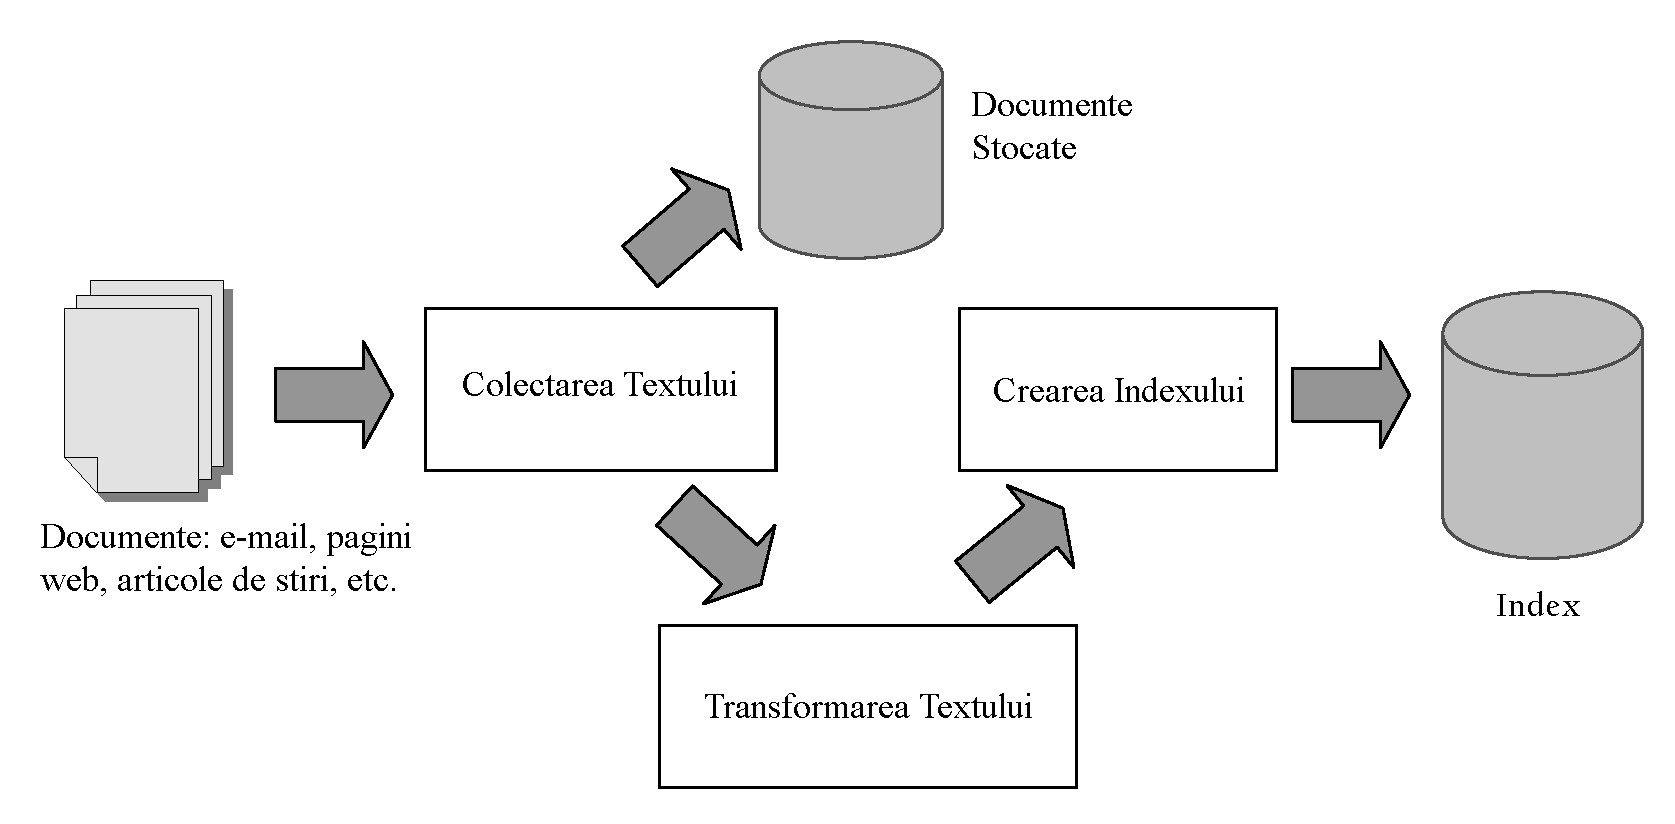 Documente
Stocate
Colectarea Textului
Crearea Indexului
Documente: e-mail, pagini
web, articole de stiri, etc.
Index
Transformarea Textului